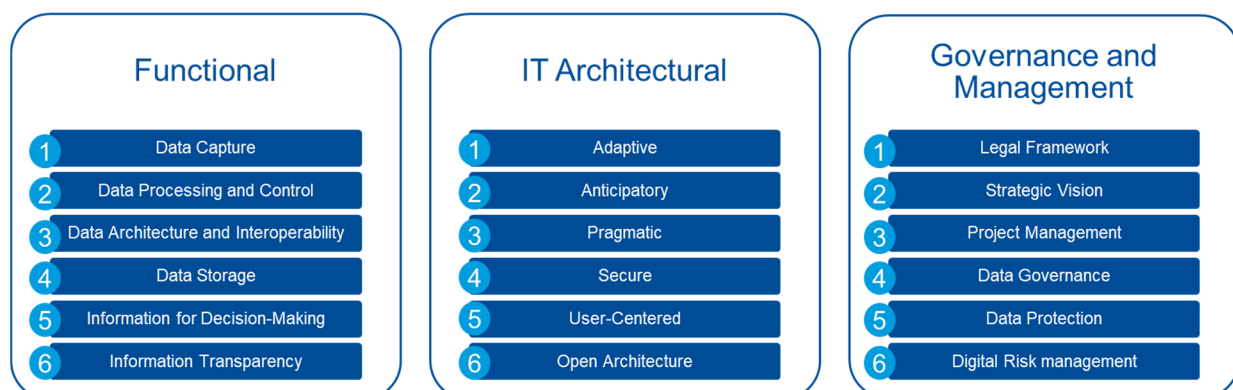 Functional
1 Data Capture
2 Data Processing and Control
3 Data Architecture and Interoperability
4 Data Storage
5 Information for Decision-Making
6 Information Transparency
IT Architectural
1 Adaptive
2 Anticipatory
3 Pragmatic
4 Secure
5 User-Centered
6 Open Architecture
Governance and
Management
1 Legal Framework
2 Strategic Vision
3 Project Management
4 Data Governance
5 Data Protection
6 Digital Risk management